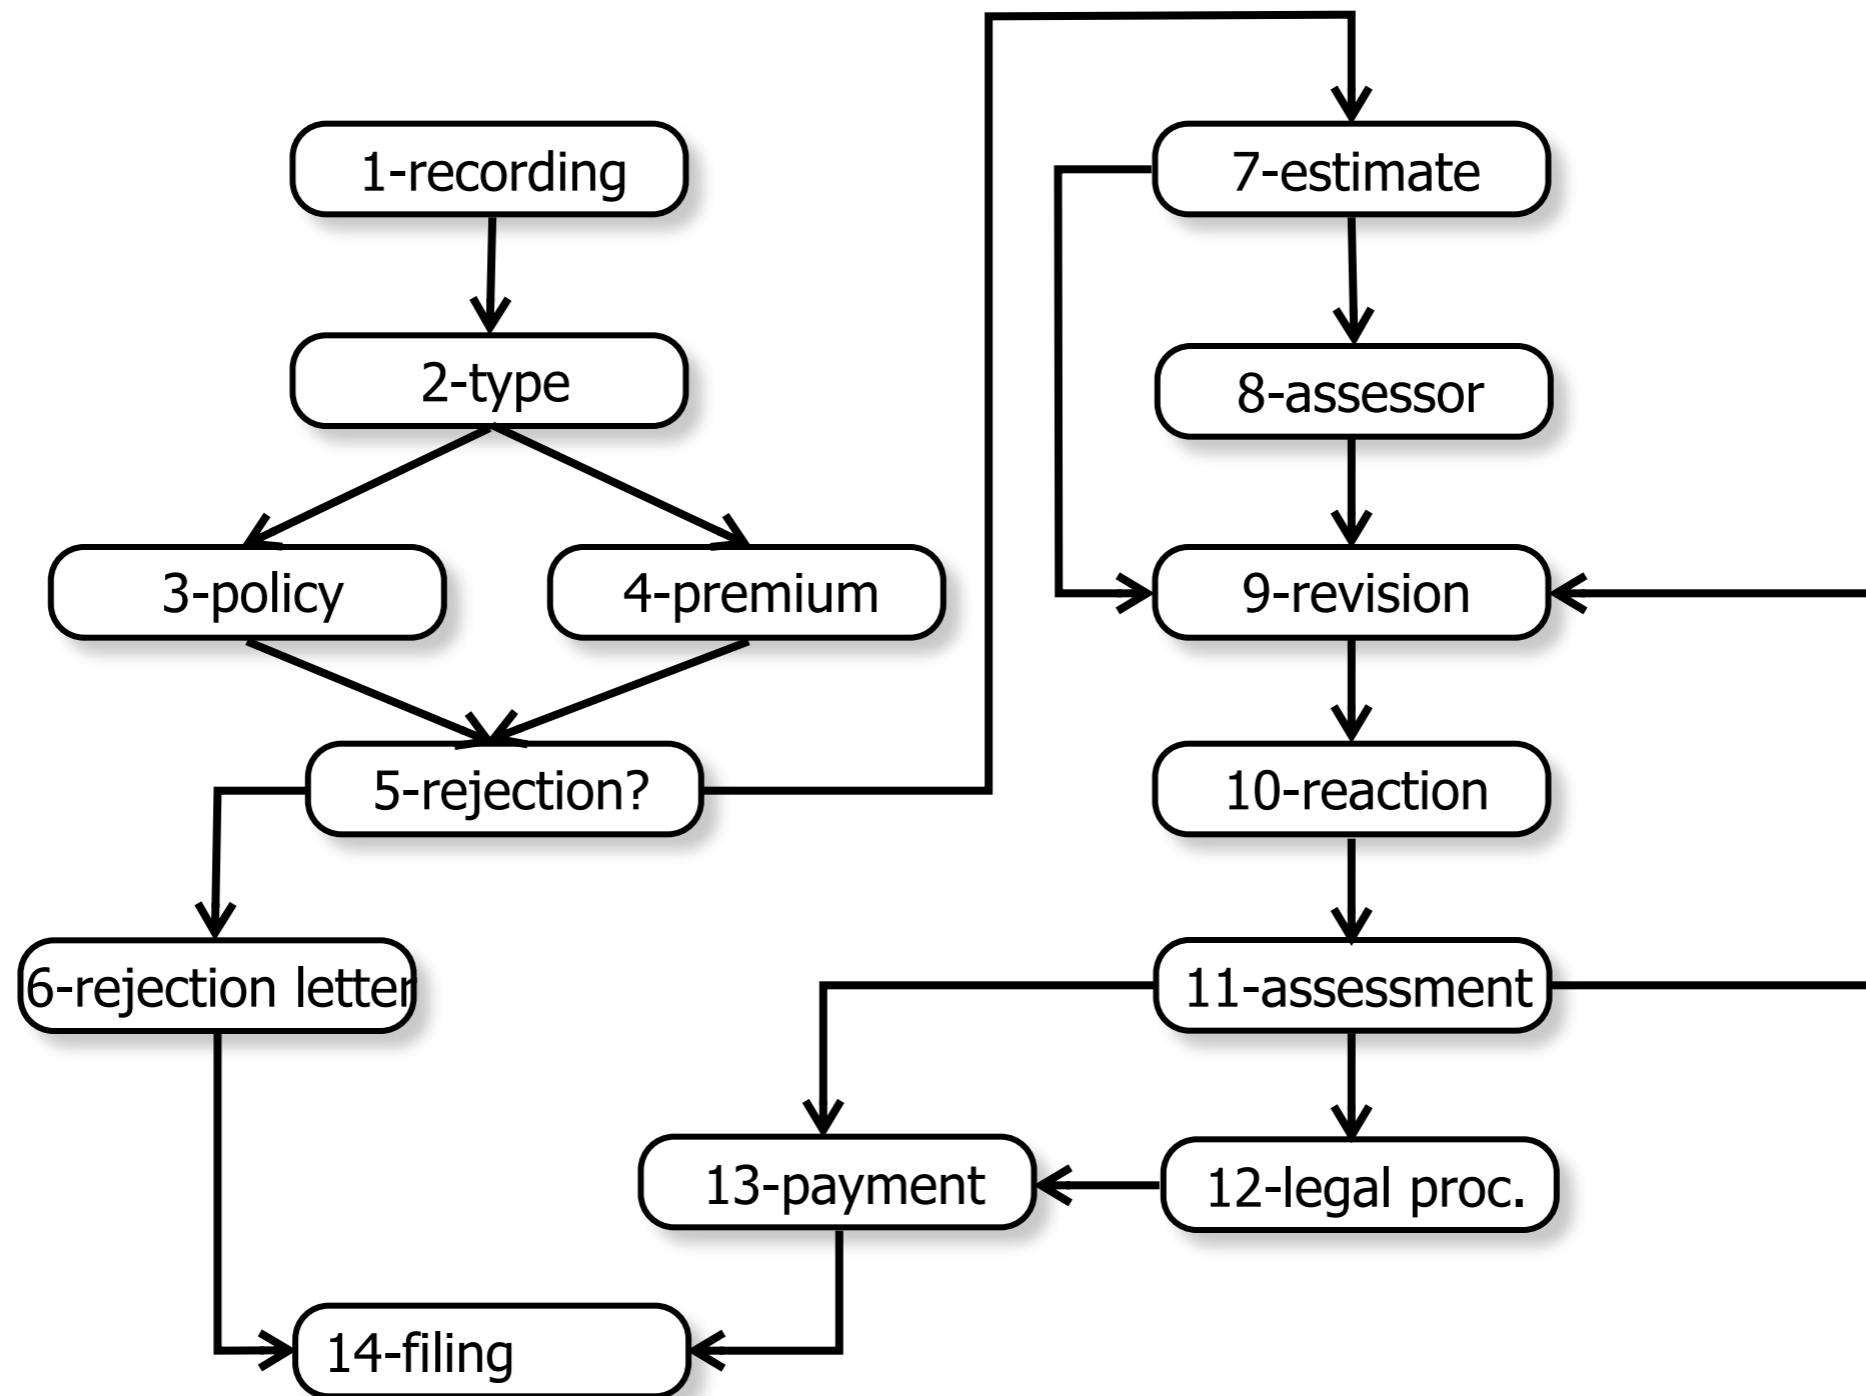 1-recording
2-type
3-policy
4-premium
5-rejection?
6-rejection letter
7-estimate
8-assessor
9-revision
10-reaction
11-assessment
12-legal proc.
13-payment
14-filing